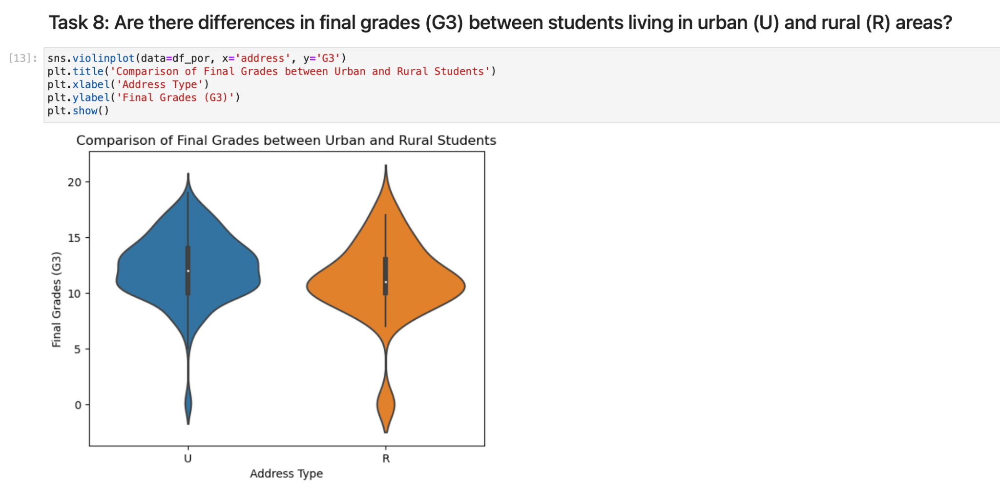 Task 8: Are there differences in final grades (G3) between students living in urban (U) and rural (R) areas?
[13]:
sns.violinplot(data=df_por, x='address', y='G3')
plt.title('Comparison of Final Grades between Urban and Rural Students')
plt.xlabel('Address Type')
plt.ylabel('Final Grades (G3)')
plt.show()
Comparison of Final Grades between Urban and Rural Students
Final Grades (G3)
20
15
10
5
0
U
R
Address Type